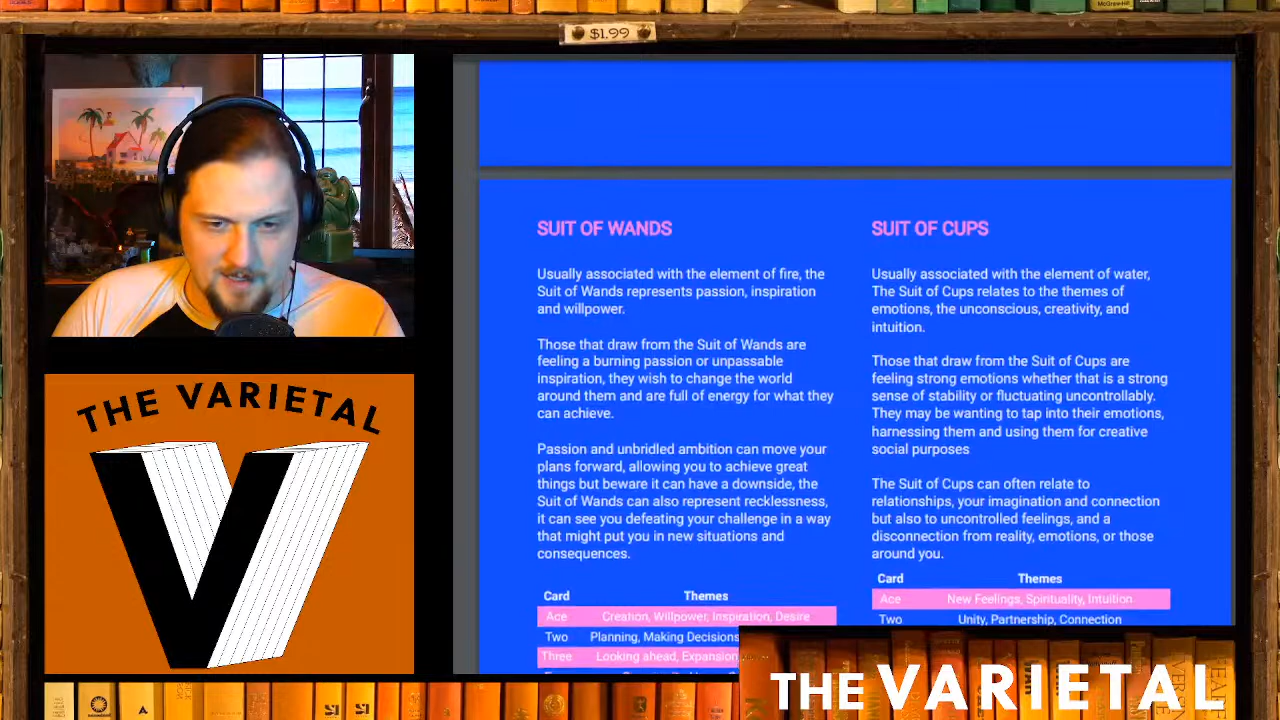 $1.99
SUIT OF WANDS
Usually associated with the element of fire, the
Suit of Wands represents passion, inspiration
and willpower.
Those that draw from the Suit of Wands are
feeling a burning passion or unpassable
inspiration, they wish to change the world
around them and are full of energy for what they
can achieve.
Passion and unbridled ambition can move your
plans forward, allowing you to achieve great
things but beware it can have a downside, the
Suit of Wands can also represent recklessness,
it can see you defeating your challenge in a way
that might put you in new situations and
consequences.
Card Themes
Ace Creation, Willpower, Inspiration, Desire
Two Planning, Making Decisions
Three Looking ahead, Expansion
SUIT OF CUPS
Usually associated with the element of water,
The Suit of Cups relates to the themes of
emotions, the unconscious, creativity, and
intuition.
Those that draw from the Suit of Cups are
feeling strong emotions whether that is a strong
sense of stability or fluctuating uncontrollably.
They may be wanting to tap into their emotions,
harnessing them and using them for creative
social purposes
The Suit of Cups can often relate to
relationships, your imagination and connection
but also to uncontrolled feelings, and a
disconnection from reality, emotions, or those
around you.
Card Themes
Ace New Feelings, Spirituality, Intuition
Two Unity, Partnership, Connection
THE VARIETAL
V
THE VARIETAL